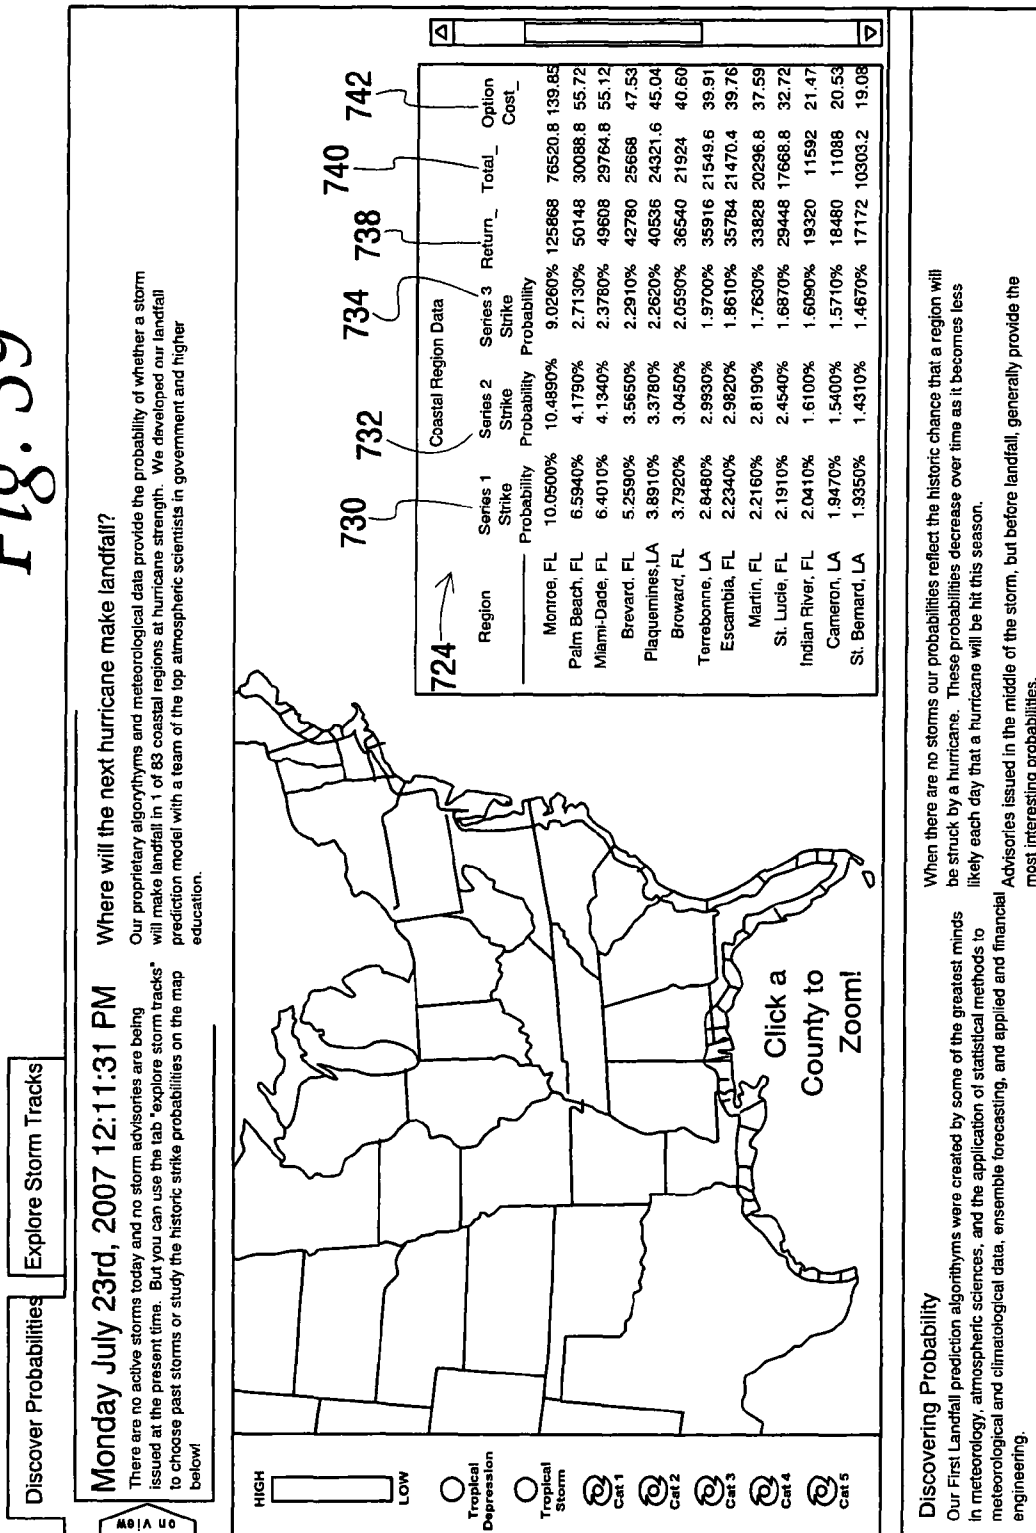 Fig. 39
Discover Probabilities
Explore Storm Tracks
on view
Monday July 23rd, 2007 12:11:31 PM
There are no active storms today and no storm advisories are being
issued at the present time. But you can use the tab "explore storm tracks"
to choose past storms or study the historic strike probabilities on the map
below!
Where will the next hurricane make landfall?
Our proprietary algorythyms and meteorological data provide the probability of whether a storm
will make landfall in 1 of 83 coastal regions at hurricane strength. We developed our landfall
prediction model with a team of the top atmospheric scientists in government and higher
education.
HIGH
LOW
Tropical
Depression
Tropical
Storm
Cat 1
Cat 2
Cat 3
Cat 4
Cat 5
Click a
County to
Zoom!
724
730
732
734
738
740
742
Coastal Region Data
Region Series 1 Strike Probability Series 2 Strike Probability Series 3 Strike Probability Return_ Total_ Option Cost_
Monroe, FL 10.0500% 10.4890% 9.0260% 125868 76520.8 139.85
Palm Beach, FL 6.5940% 4.1790% 2.7130% 50148 30088.8 55.72
Miami-Dade, FL 6.4010% 4.1340% 2.3780% 49608 29764.8 55.12
Brevard, FL 5.2590% 3.5650% 2.2910% 42780 25668 47.53
Plaquemines,LA 3.8910% 3.3780% 2.2620% 40536 24321.6 45.04
Broward, FL 3.7920% 3.0450% 2.0590% 36540 21924 40.60
Terrebonne, LA 2.8480% 2.9930% 1.9700% 35916 21549.6 39.91
Escambia, FL 2.2340% 2.9820% 1.8610% 35784 21470.4 39.76
Martin, FL 2.2160% 2.8190% 1.7630% 33828 20296.8 37.59
St. Lucie, FL 2.1910% 2.4540% 1.6870% 29448 17668.8 32.72
Indian River, FL 2.0410% 1.6100% 1.6090% 19320 11592 21.47
Cameron, LA 1.9470% 1.5400% 1.5710% 18480 11088 20.53
St. Bernard, LA 1.9350% 1.4310% 1.4670% 17172 10303.2 19.08
Discovering Probability
Our First Landfall prediction algorithyms were created by some of the greatest minds
in meteorology, atmospheric sciences, and the application of statistical methods to
meteorological and climatological data, ensemble forecasting, and applied and financial
engineering.
When there are no storms our probabilities reflect the historic chance that a region will
be struck by a hurricane. These probabilities decrease over time as it becomes less
likely each day that a hurricane will be hit this season.
Advisories issued in the middle of the storm, but before landfall, generally provide the
most interesting probabilities.